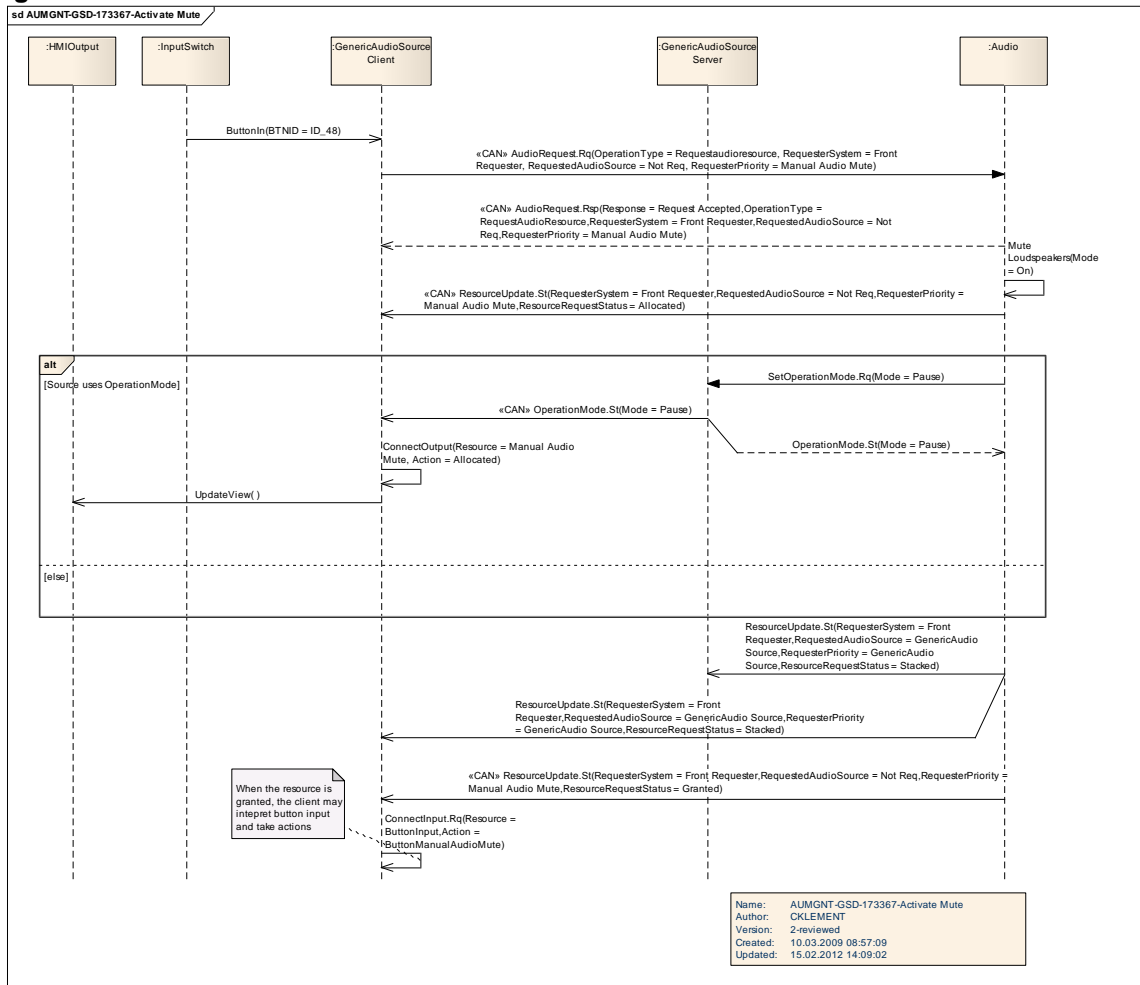 sd AUMGNT-GSD-173367-Activate Mute
:HMIOutput
:InputSwitch
:GenericAudioSource
Client
:GenericAudioSource
Server
:Audio
ButtonIn(BTNID = ID_48)
«CAN» AudioRequest.Rq(OperationType = Requestaudioresource, RequesterSystem = Front
Requester, RequestedAudioSource = Not Req, RequesterPriority = Manual Audio Mute)
«CAN» AudioRequest.Rsp(Response = Request Accepted,OperationType =
RequestAudioResource,RequesterSystem = Front Requester,RequestedAudioSource = Not
Req,RequesterPriority = Manual Audio Mute)
Mute
Loudspeakers(Mode
= On)
«CAN» ResourceUpdate.St(RequesterSystem = Front Requester,RequestedAudioSource = Not Req,RequesterPriority =
Manual Audio Mute,ResourceRequestStatus = Allocated)
alt
[Source uses OperationMode]
SetOperationMode.Rq(Mode = Pause)
«CAN» OperationMode.St(Mode = Pause)
OperationMode.St(Mode = Pause)
ConnectOutput(Resource = Manual Audio
Mute, Action = Allocated)
UpdateView( )
[else]
ResourceUpdate.St(RequesterSystem = Front
Requester,RequestedAudioSource = GenericAudio
Source,RequesterPriority = GenericAudio
Source,ResourceRequestStatus = Stacked)
ResourceUpdate.St(RequesterSystem = Front
Requester,RequestedAudioSource = GenericAudio Source,RequesterPriority
= GenericAudio Source,ResourceRequestStatus = Stacked)
«CAN» ResourceUpdate.St(RequesterSystem = Front Requester,RequestedAudioSource = Not Req,RequesterPriority =
Manual Audio Mute,ResourceRequestStatus = Granted)
When the resource is
granted, the client may
intepret button input
and take actions
ConnectInput.Rq(Resource =
ButtonInput,Action =
ButtonManualAudioMute)
Name: AUMGNT-GSD-173367-Activate Mute
Author: CKLEMENT
Version: 2-reviewed
Created: 10.03.2009 08:57:09
Updated: 15.02.2012 14:09:02